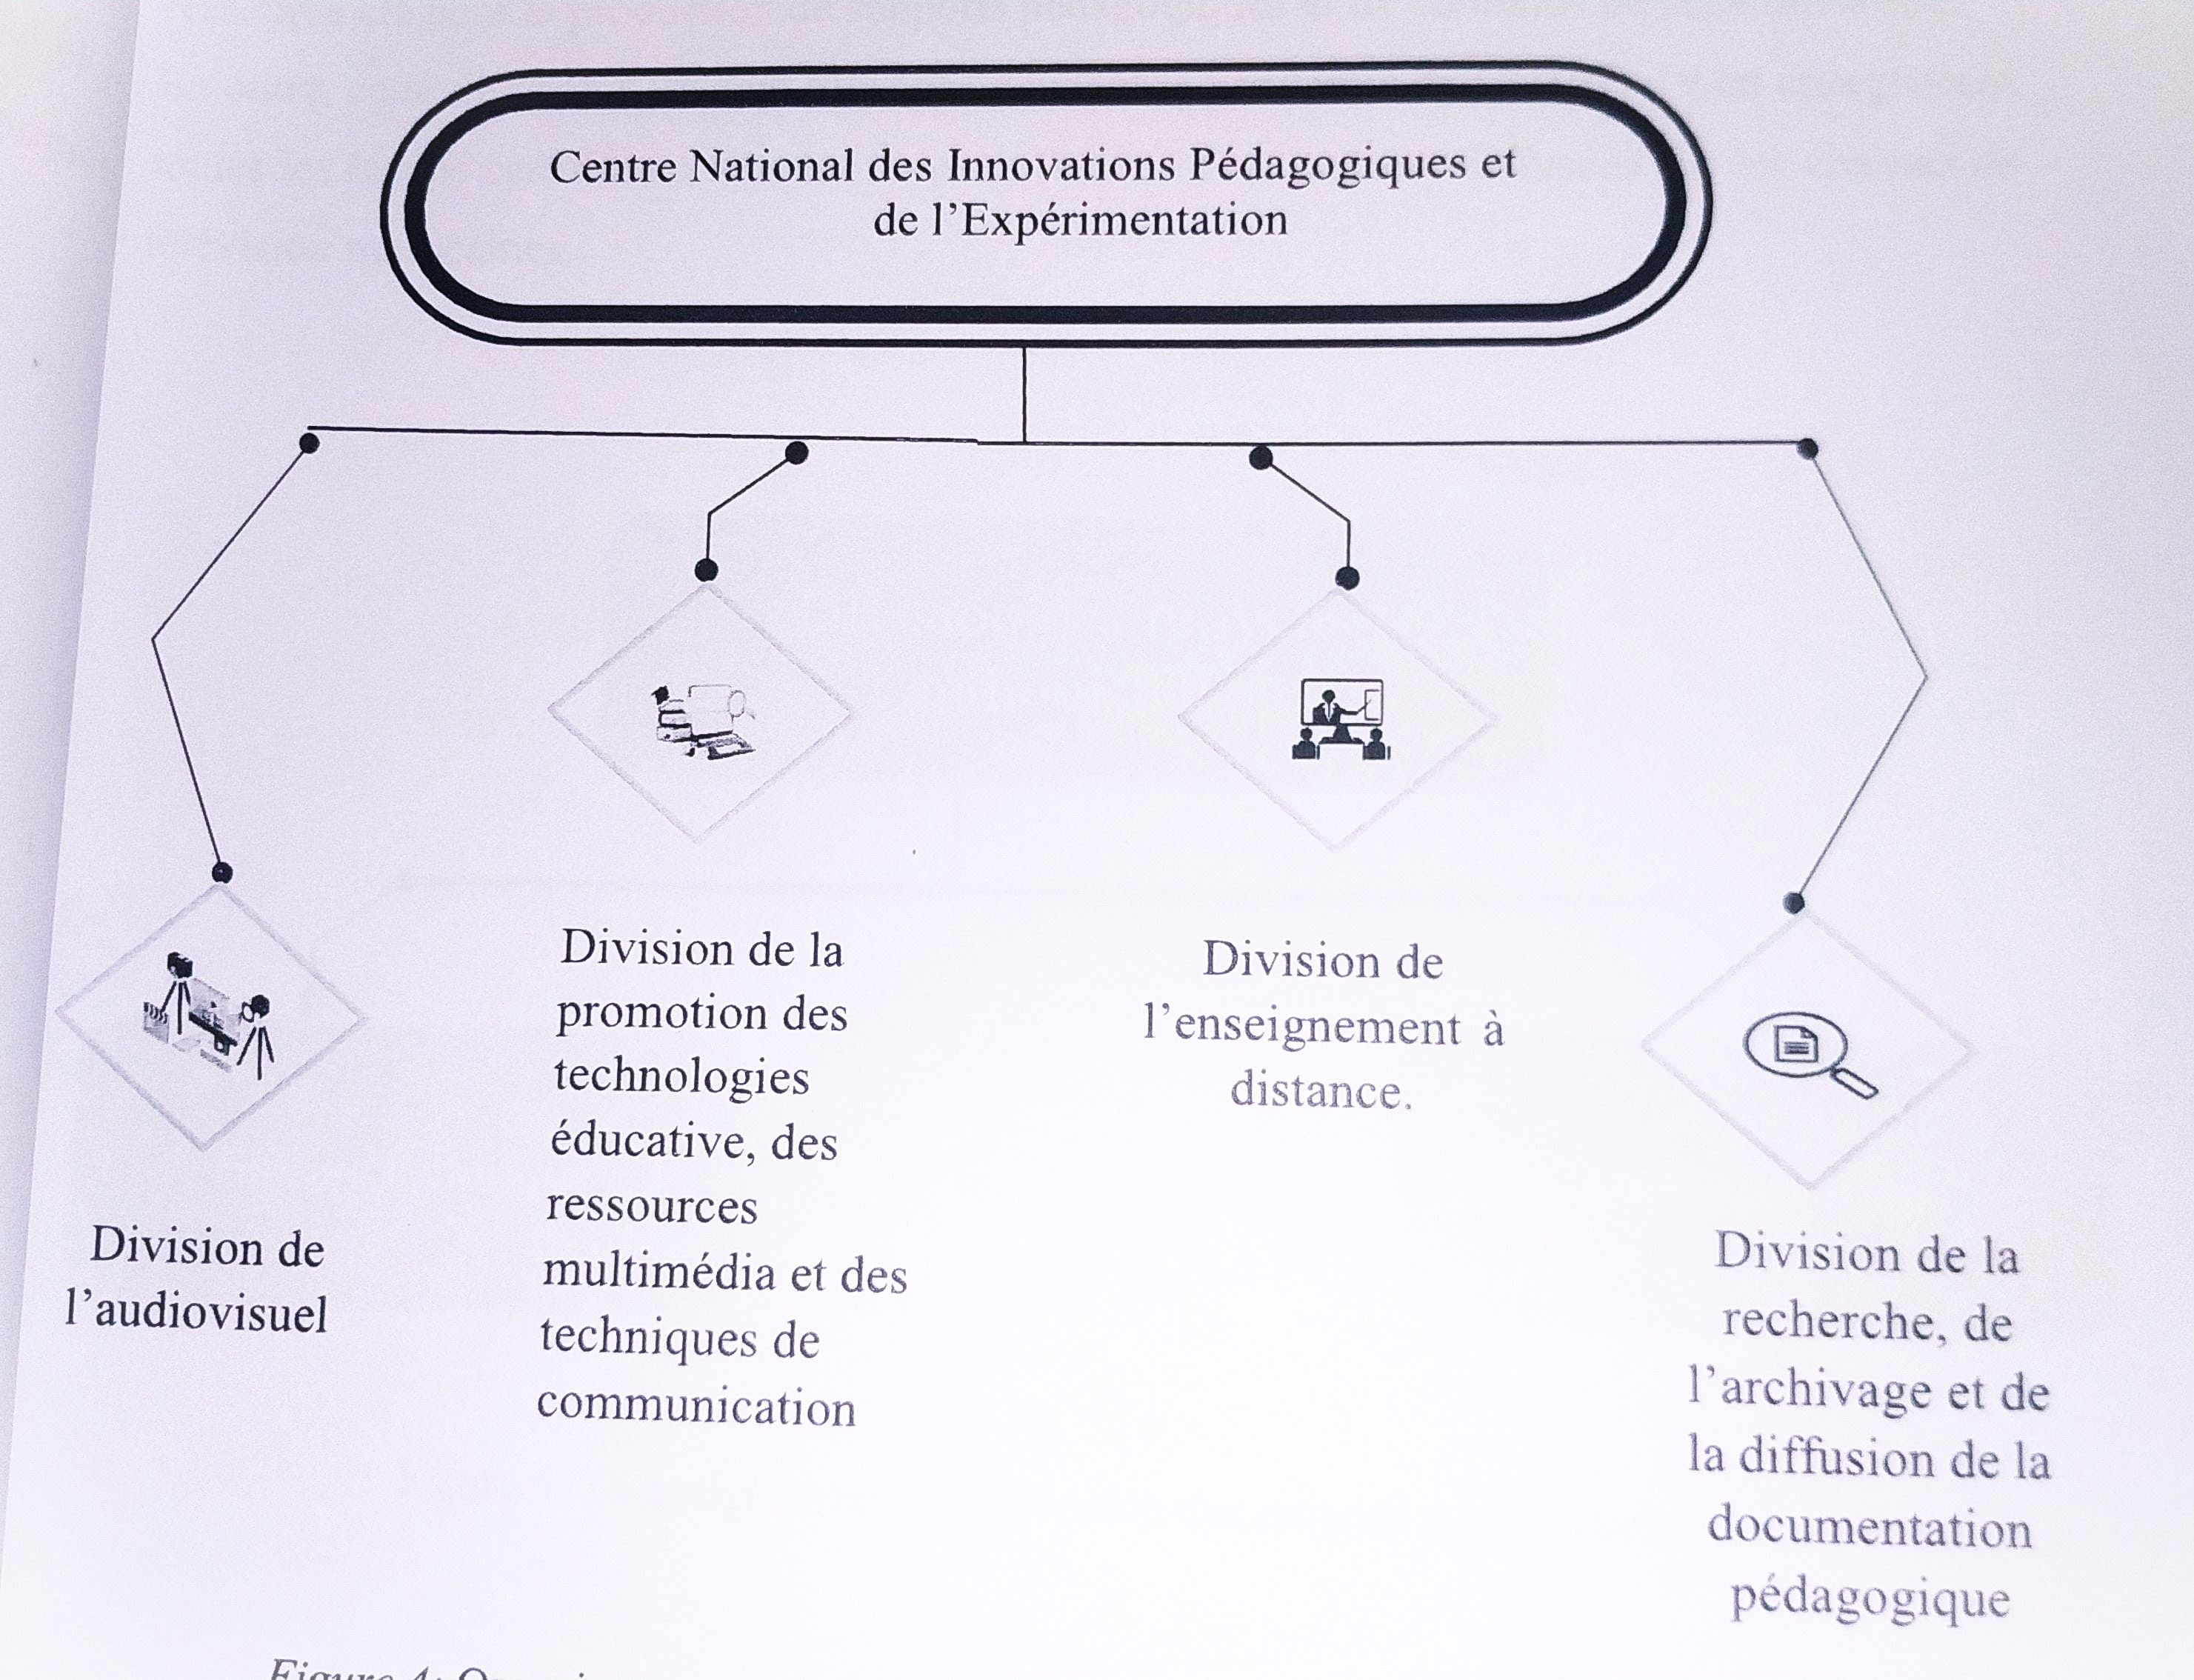 Centre National des Innovations Pédagogiques et
de l'Expérimentation
Division de
l'audiovisuel
Division de la
promotion des
technologies
éducative, des
ressources
multimédia et des
techniques de
communication
Division de
l'enseignement à
distance.
Division de la
recherche, de
l'archivage et de
la diffusion de la
documentation
pédagogique
Figure 4: